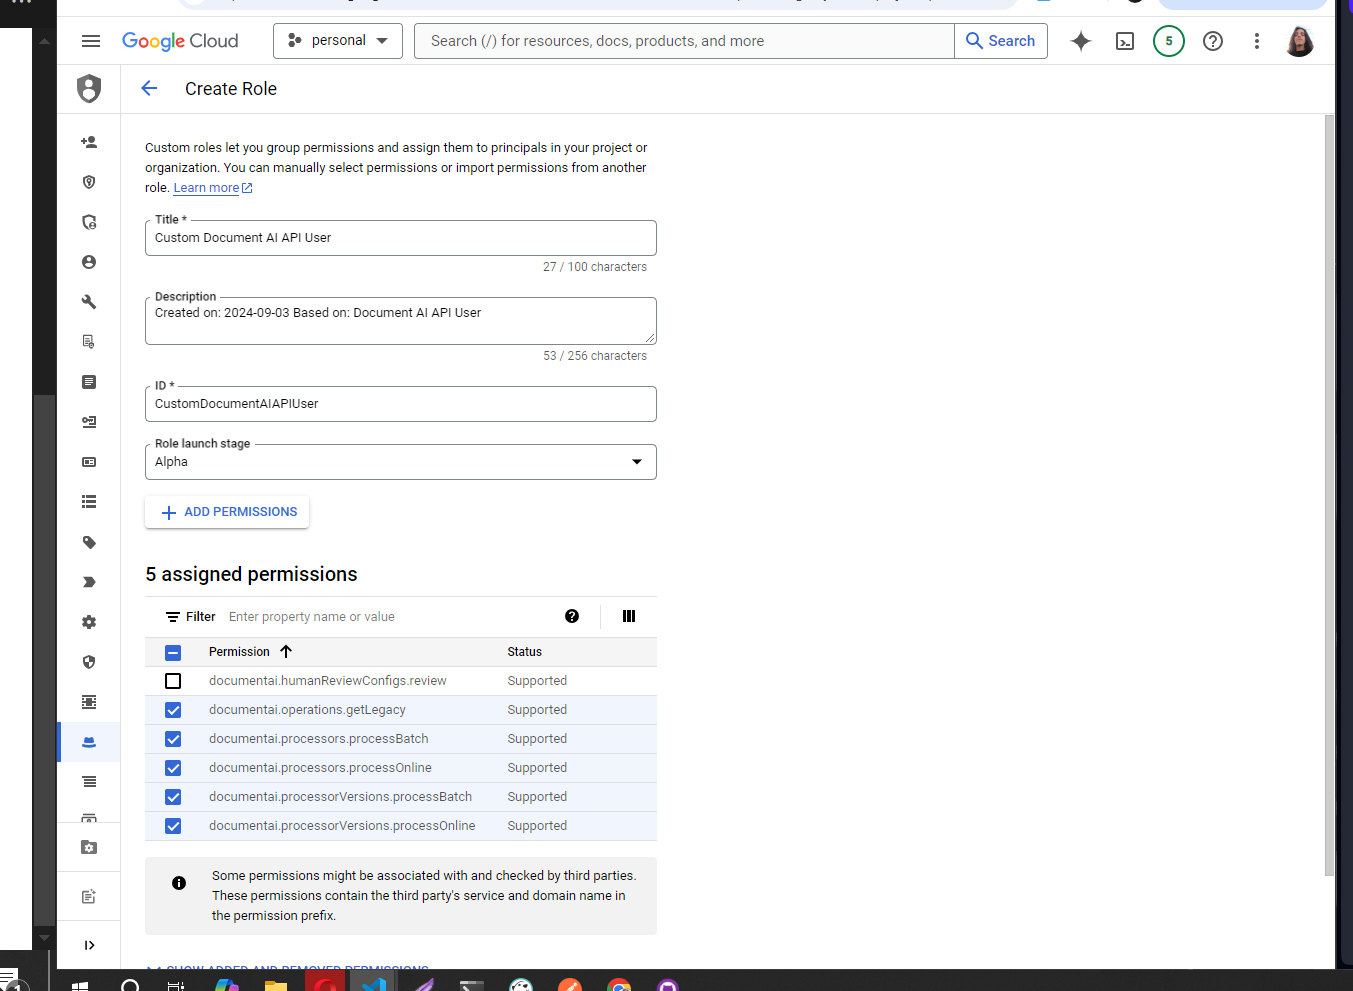 Google Cloud
personal
Search (/) for resources, docs, products, and more
Search
5
Create Role
Custom roles let you group permissions and assign them to principals in your project or
organization. You can manually select permissions or import permissions from another
role. Learn more
Title *
Custom Document AI API User
27 / 100 characters
Description
Created on: 2024-09-03 Based on: Document AI API User
53 / 256 characters
ID *
CustomDocumentAIAPIUser
Role launch stage
Alpha
ADD PERMISSIONS
5 assigned permissions
Filter Enter property name or value
Permission Status
documentai.humanReviewConfigs.review Supported
documentai.operations.getLegacy Supported
documentai.processors.processBatch Supported
documentai.processors.processOnline Supported
documentai.processorVersions.processBatch Supported
documentai.processorVersions.processOnline Supported
Some permissions might be associated with and checked by third parties.
These permissions contain the third party's service and domain name in
the permission prefix.
SHOW ADDED AND REMOVED PERMISSIONS
1